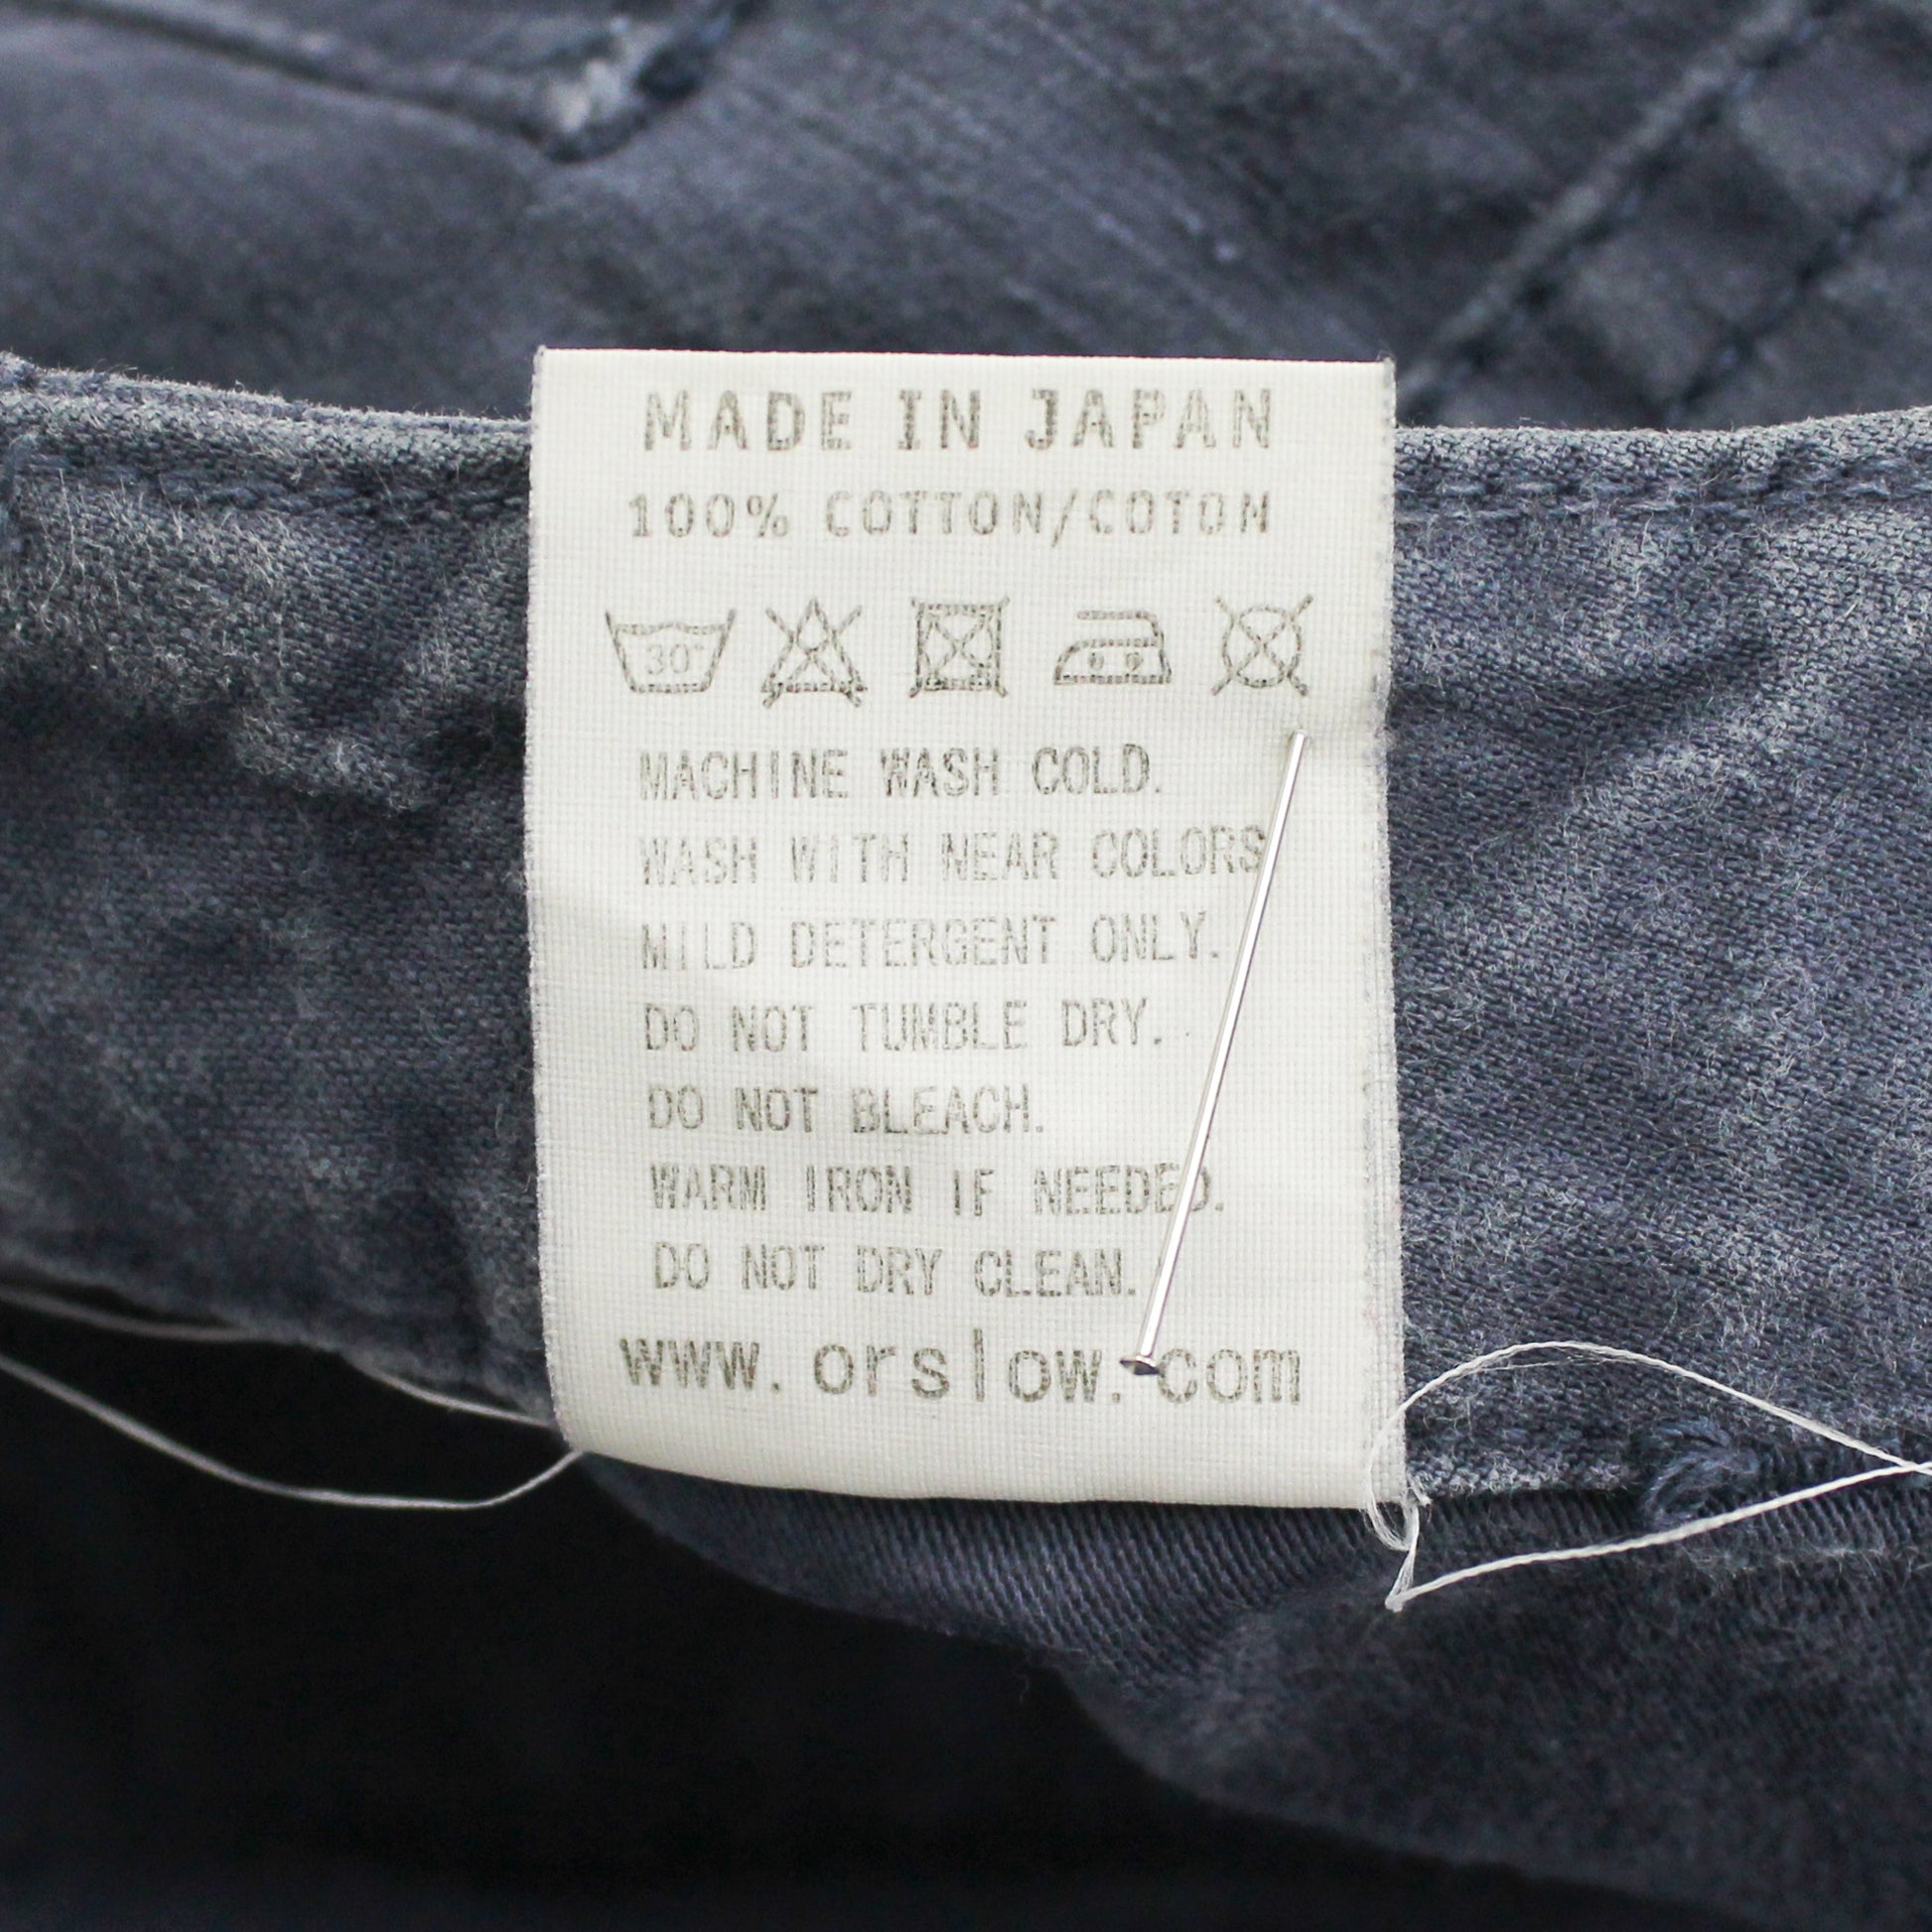 MADE IN JAPAN
100% COTTON/COTON
30°
MACHINE WASH COLD.
WASH WITH NEAR COLORS
MILD DETERGENT ONLY.
DO NOT TUMBLE DRY.
DO NOT BLEACH.
WARM IRON IF NEEDED.
DO NOT DRY CLEAN.
www.orslow.com